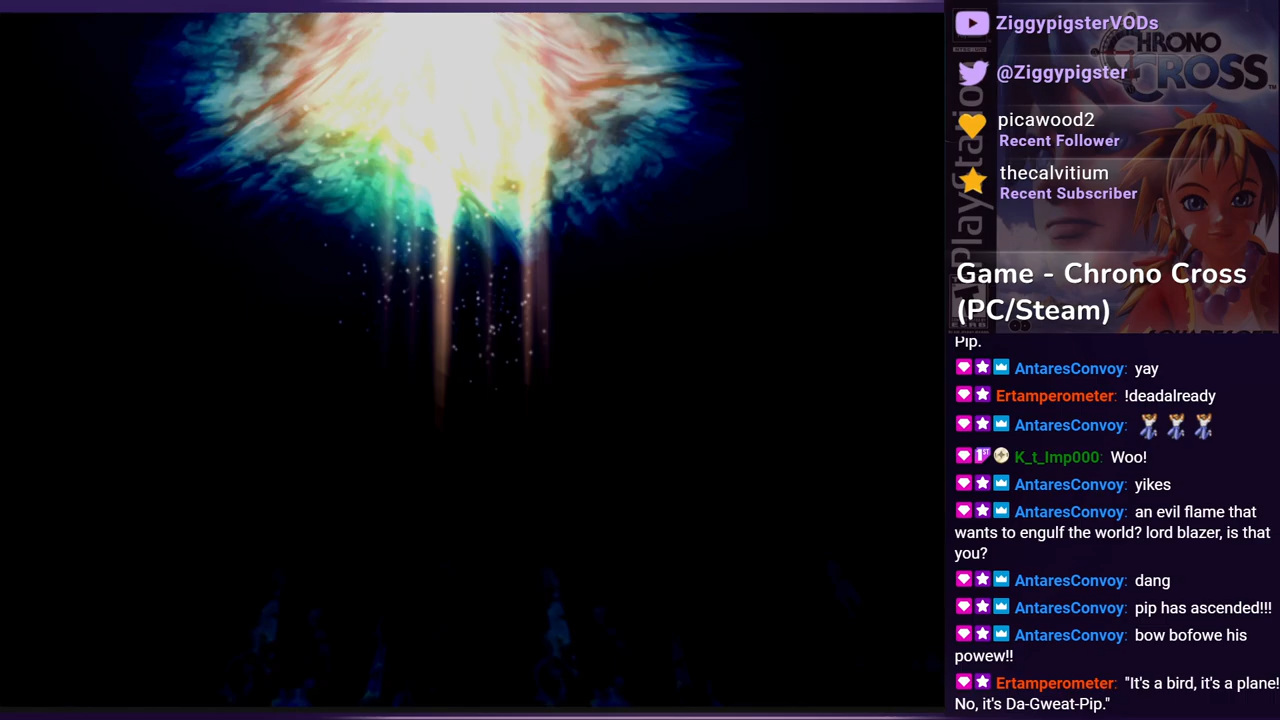 ZiggypigsterVODs
@Ziggypigster
picawood2
Recent Follower
thecalvitium
Recent Subscriber
CHRONO
CROSS
PlayStation
Game - Chrono Cross
(PC/Steam)
Pip.
AntaresConvoy: yay
Ertamperometer: !deadalready
AntaresConvoy:
K_t_Imp000: Woo!
AntaresConvoy: yikes
AntaresConvoy: an evil flame that
wants to engulf the world? lord blazer, is that
you?
AntaresConvoy: dang
AntaresConvoy: pip has ascended!!!
AntaresConvoy: bow bofowe his
powew!!
Ertamperometer: "It's a bird, it's a plane!
No, it's Da-Gweat-Pip."